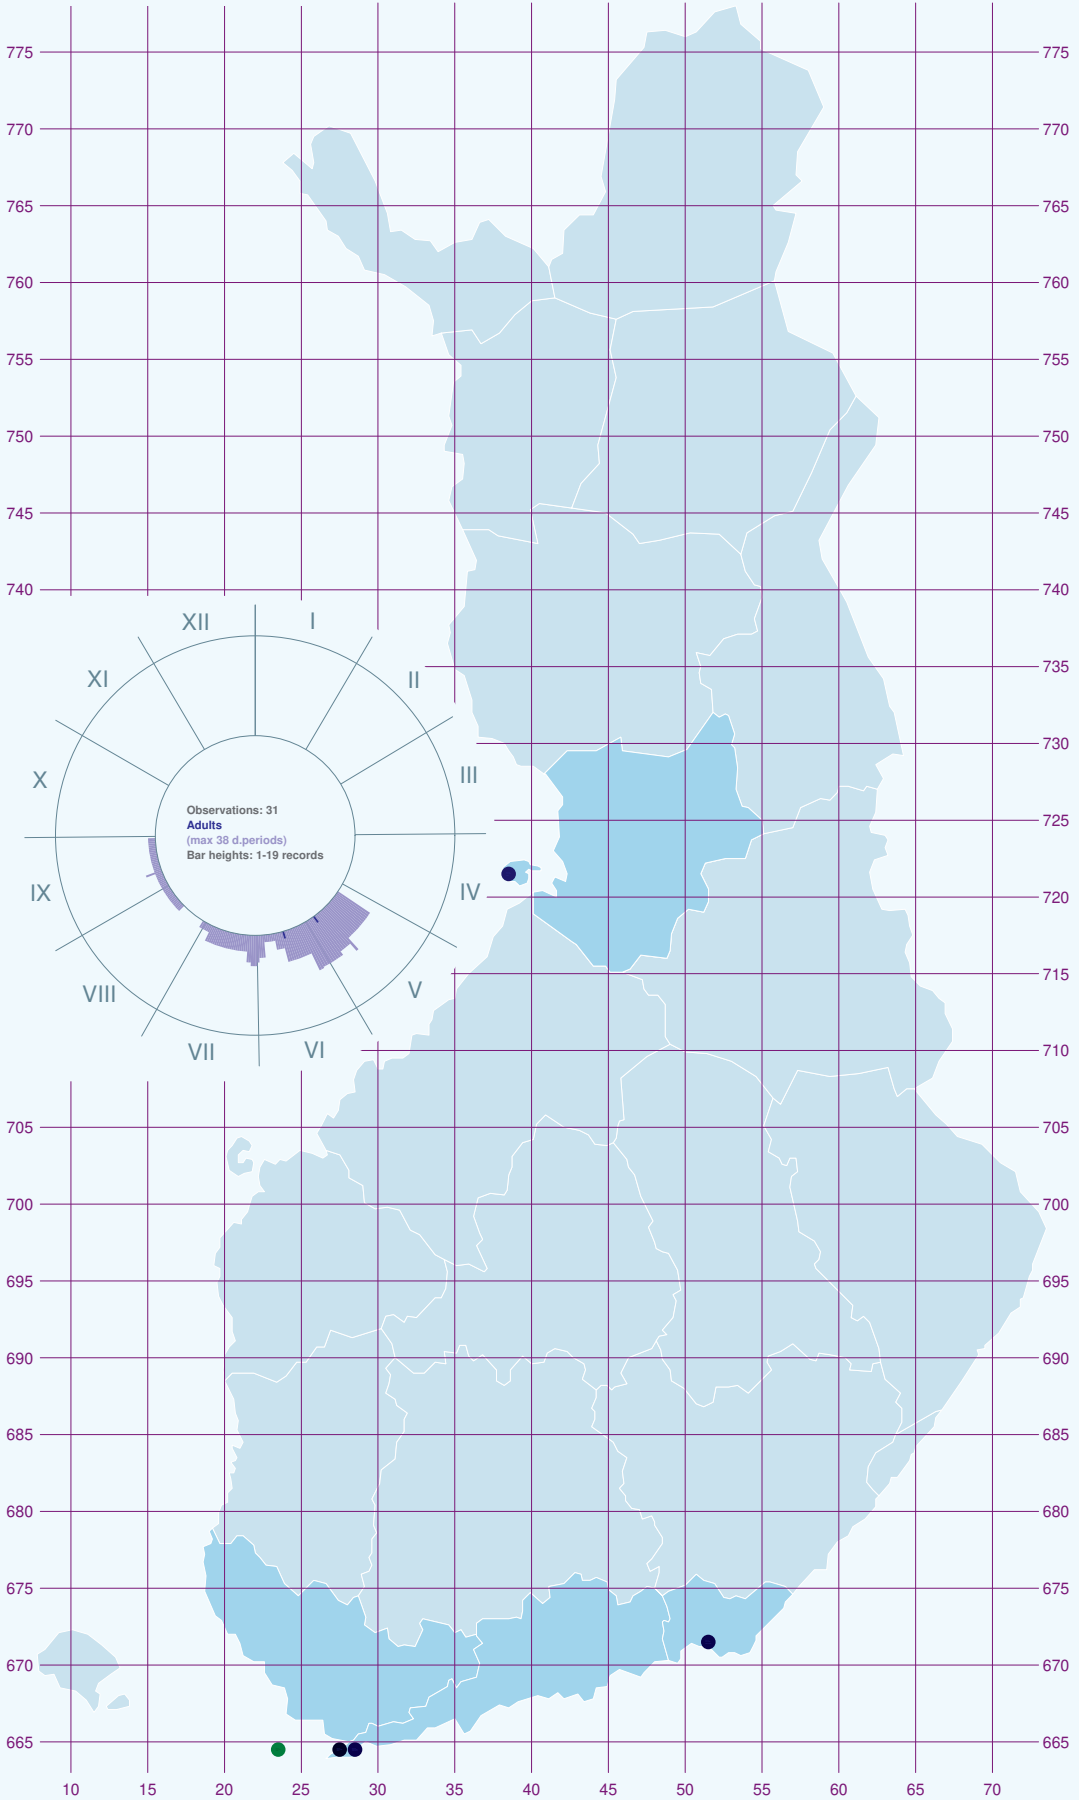 775 775
770 770
765 765
760 760
755 755
750 750
745 745
740 740
XII I
XI II
735
730
X III
Observations: 31
Adults
(max 38 d.periods)
Bar heights: 1-19 records
725
IX IV
720
VIII V
715
VII VI
710
705 705
700 700
695 695
690 690
685 685
680 680
675 675
670 670
665 665
10 15 20 25 30 35 40 45 50 55 60 65 70